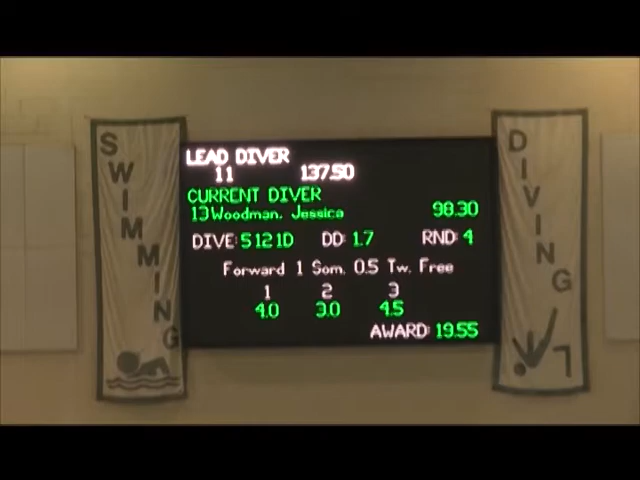 SWIMMING
LEAD DIVER
11 137.50
CURRENT DIVER
13 Woodman, Jessica 98.30
DIVE: 5121D DD: 1.7 RND: 4
Forward 1 Som. 0.5 Tw. Free
1 2 3
4.0 3.0 4.5
AWARD: 19.55
DIVING